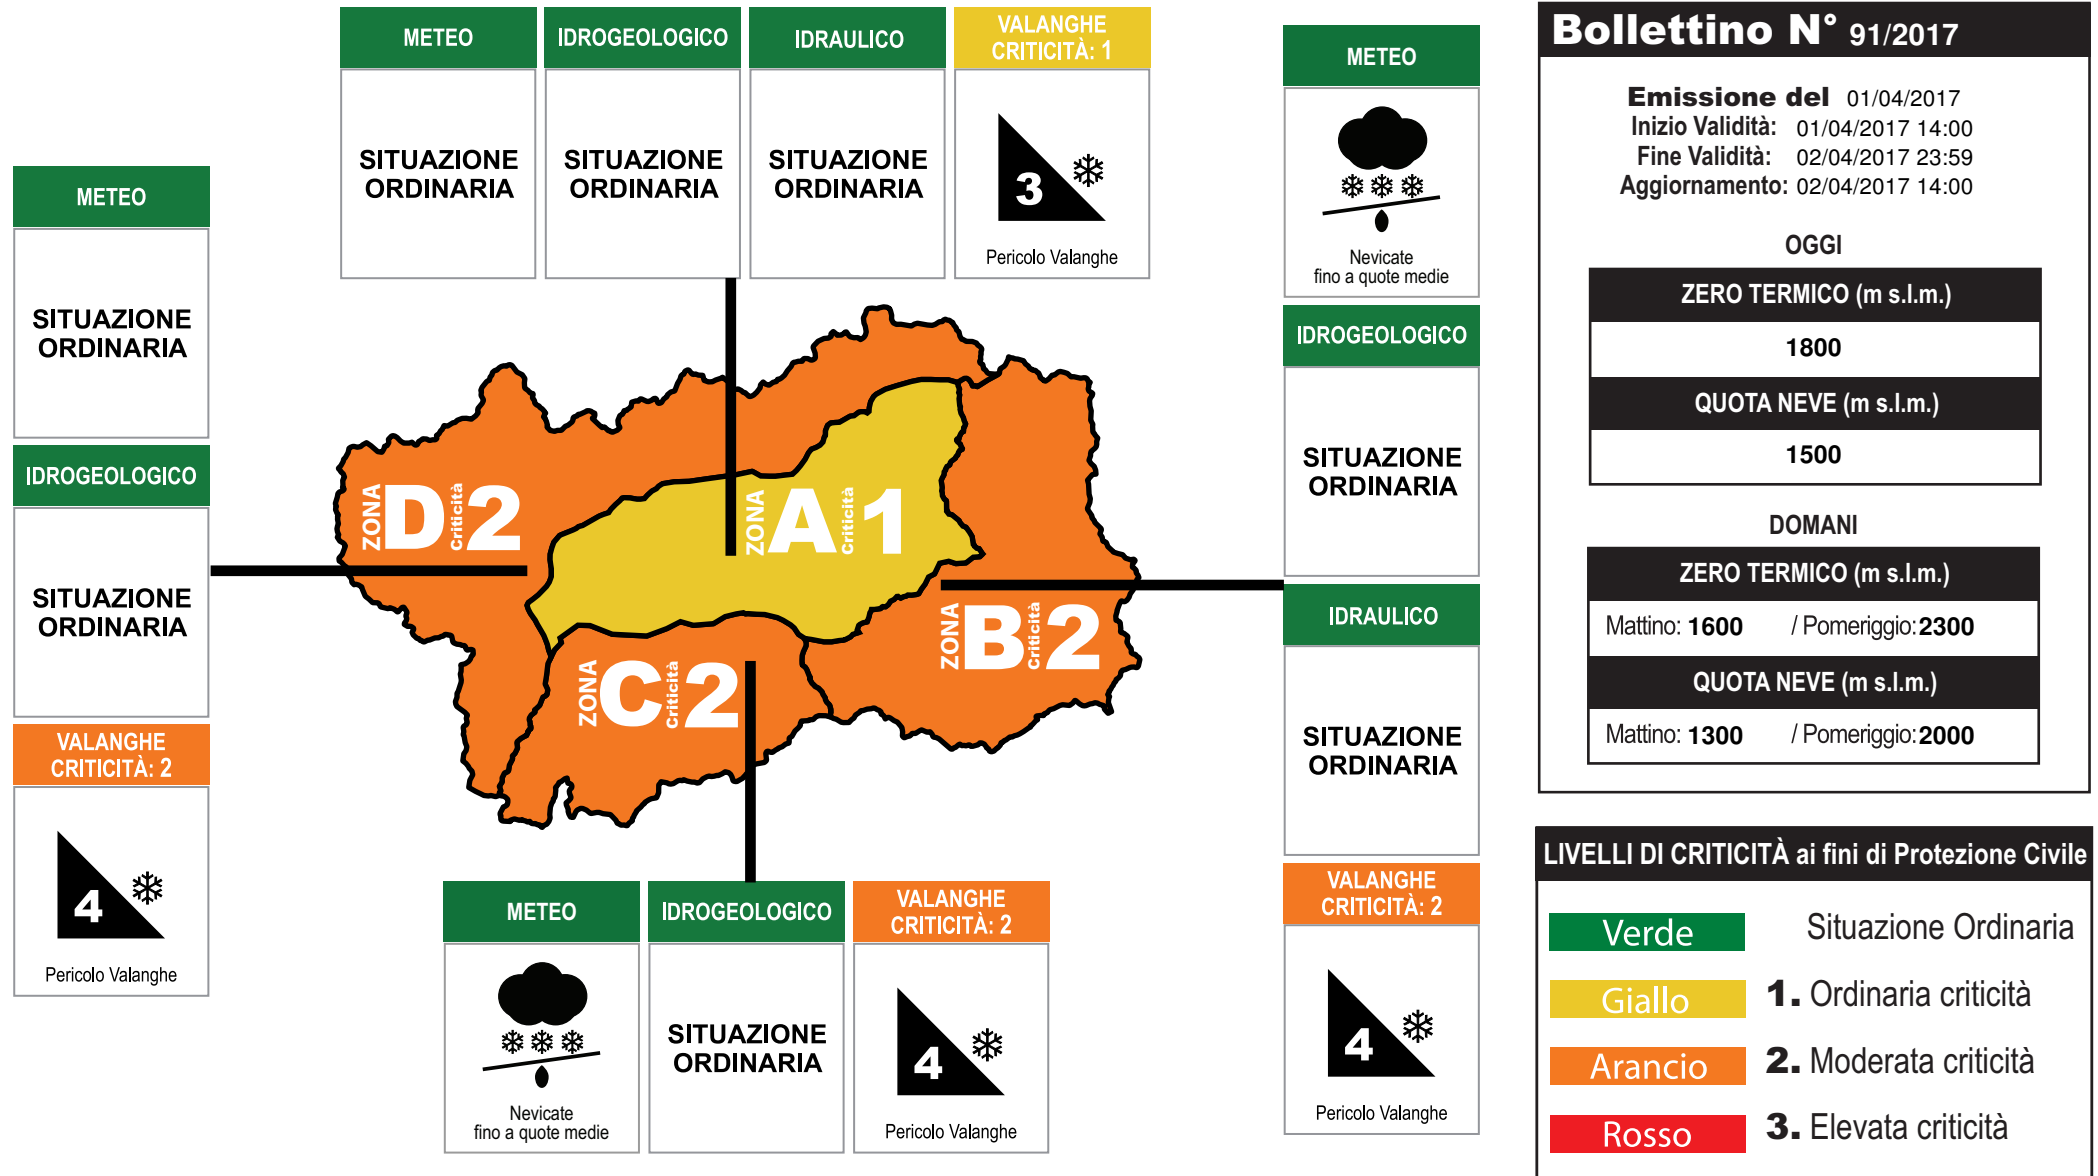 METEO
SITUAZIONE
ORDINARIA
IDROGEOLOGICO
SITUAZIONE
ORDINARIA
VALANGHE
CRITICITÀ: 2
4
Pericolo Valanghe
METEO
SITUAZIONE
ORDINARIA
IDROGEOLOGICO
SITUAZIONE
ORDINARIA
IDRAULICO
SITUAZIONE
ORDINARIA
VALANGHE
CRITICITÀ: 1
3
Pericolo Valanghe
ZONA D Criticità 2
ZONA A Criticità 1
ZONA B Criticità 2
ZONA C Criticità 2
METEO
Nevicate
fino a quote medie
IDROGEOLOGICO
SITUAZIONE
ORDINARIA
VALANGHE
CRITICITÀ: 2
4
Pericolo Valanghe
METEO
Nevicate
fino a quote medie
IDROGEOLOGICO
SITUAZIONE
ORDINARIA
IDRAULICO
SITUAZIONE
ORDINARIA
VALANGHE
CRITICITÀ: 2
4
Pericolo Valanghe
Bollettino N° 91/2017
Emissione del 01/04/2017
Inizio Validità: 01/04/2017 14:00
Fine Validità: 02/04/2017 23:59
Aggiornamento: 02/04/2017 14:00
OGGI
ZERO TERMICO (m s.l.m.)
1800
QUOTA NEVE (m s.l.m.)
1500
DOMANI
ZERO TERMICO (m s.l.m.)
Mattino: 1600 / Pomeriggio: 2300
QUOTA NEVE (m s.l.m.)
Mattino: 1300 / Pomeriggio: 2000
LIVELLI DI CRITICITÀ ai fini di Protezione Civile
Verde Situazione Ordinaria
Giallo 1. Ordinaria criticità
Arancio 2. Moderata criticità
Rosso 3. Elevata criticità